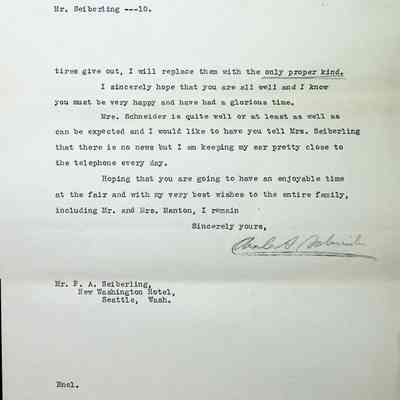 Mr. Seiberling ---10.
tires give out, I will replace them with the only proper kind.
I sincerely hope that you are all well and I know
you must be very happy and have had a glorious time.
Mrs. Schneider is quite well or at least as well as
can be expected and I would like to have you tell Mrs. Seiberling
that there is no news but I am keeping my ear pretty close to
the telephone every day.
Hoping that you are going to have an enjoyable time
at the fair and with my very best wishes to the entire family,
including Mr. and Mrs. Manton, I remain
Sincerely yours,
Charles S. Schneider
Mr. F. A. Seiberling,
New Washington Hotel,
Seattle, Wash.
Encl.